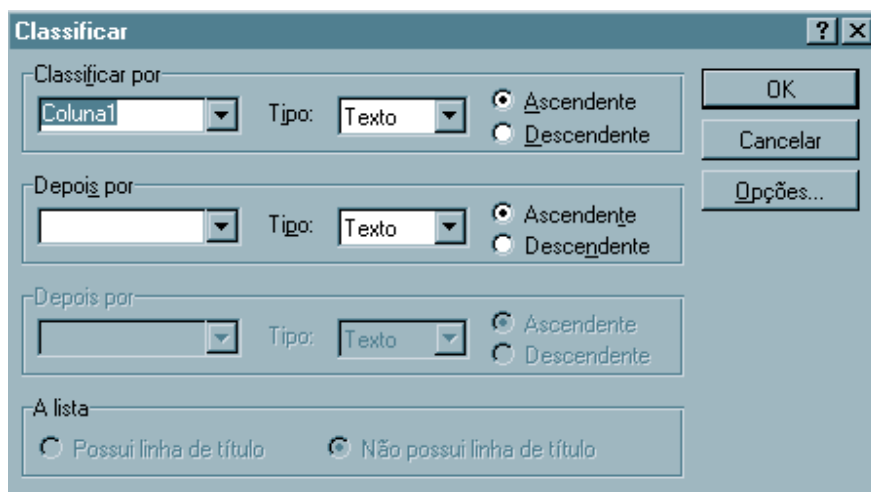 Classificar
Classificar por
Coluna1 Tipo: Texto Ascendente
Descendente
OK
Cancelar
Opções...
Depois por
Tipo: Texto Ascendente
Descendente
Depois por
Tipo: Texto Ascendente
Descendente
A lista
Possui linha de título Não possui linha de título